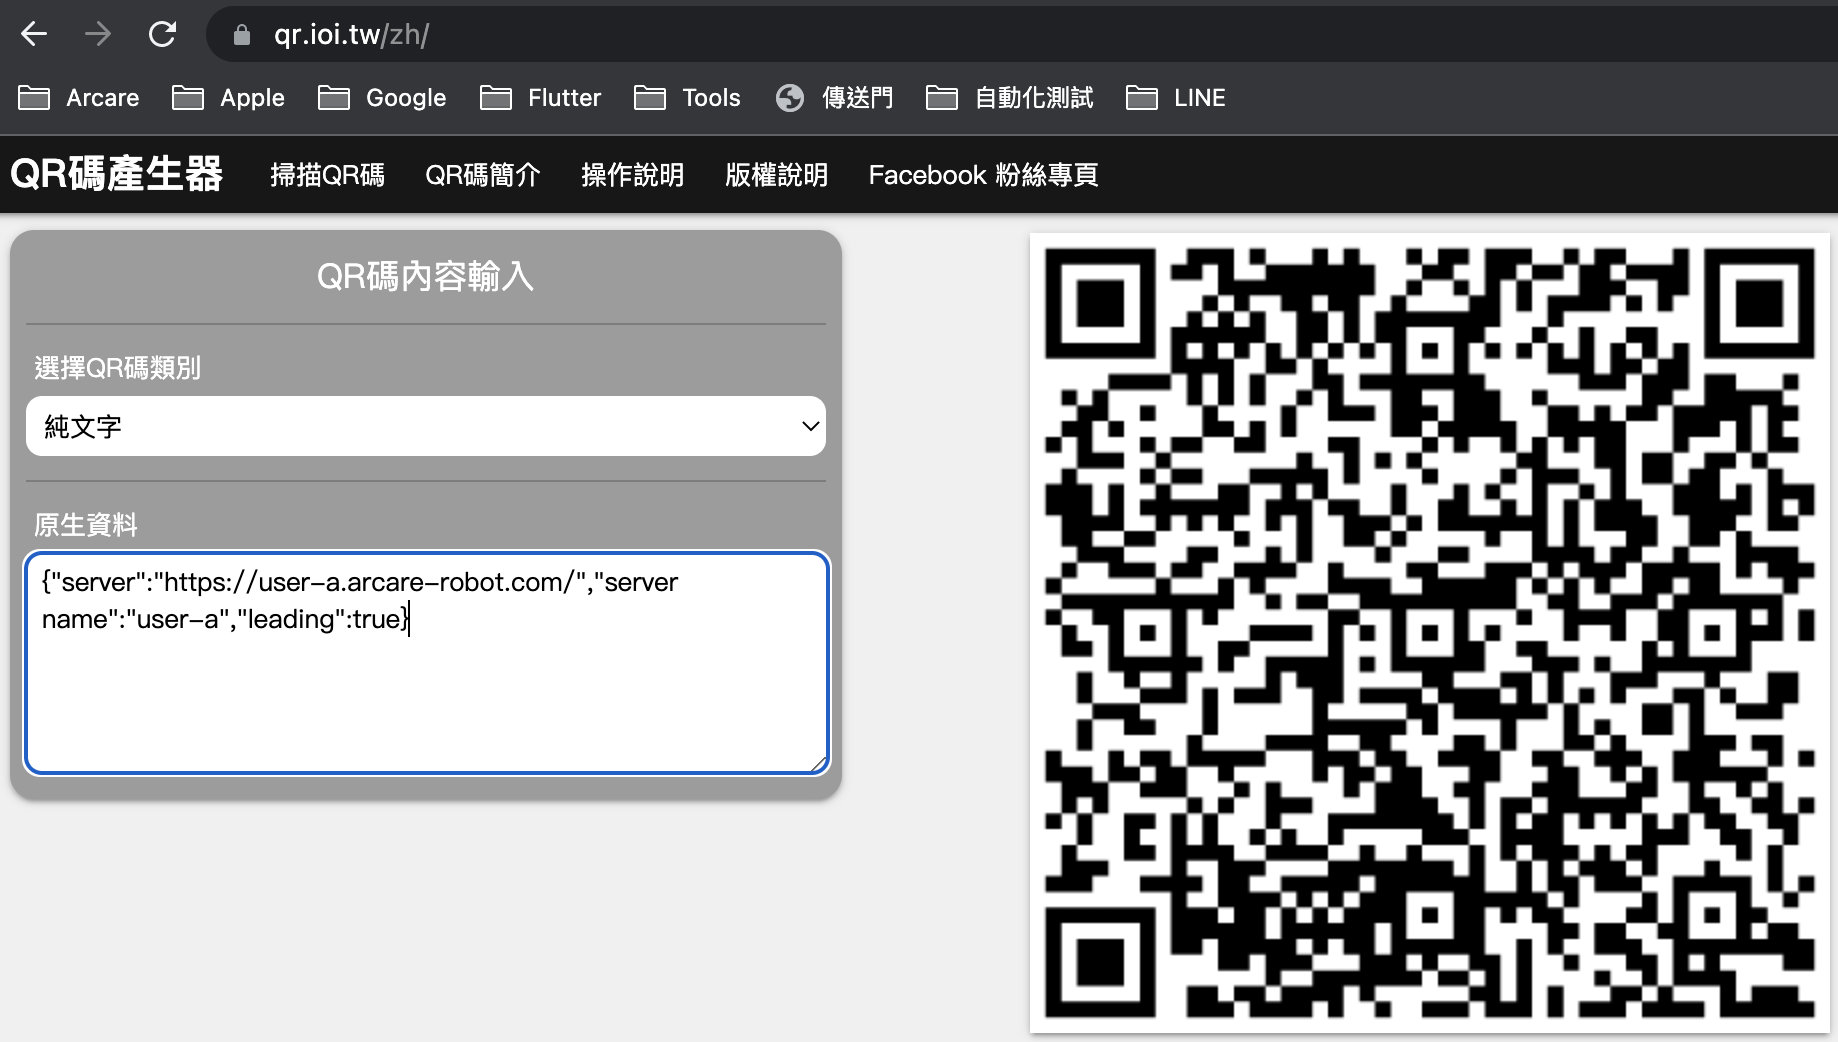 qr.ioi.tw/zh/
Arcare Apple Google Flutter Tools 傳送門 自動化測試 LINE
QR碼產生器 掃描QR碼 QR碼簡介 操作說明 版權說明 Facebook 粉絲專頁
QR碼內容輸入
選擇QR碼類別
純文字
原生資料
{"server":"https://user-a.arcare-robot.com/","server
name":"user-a","leading":true}